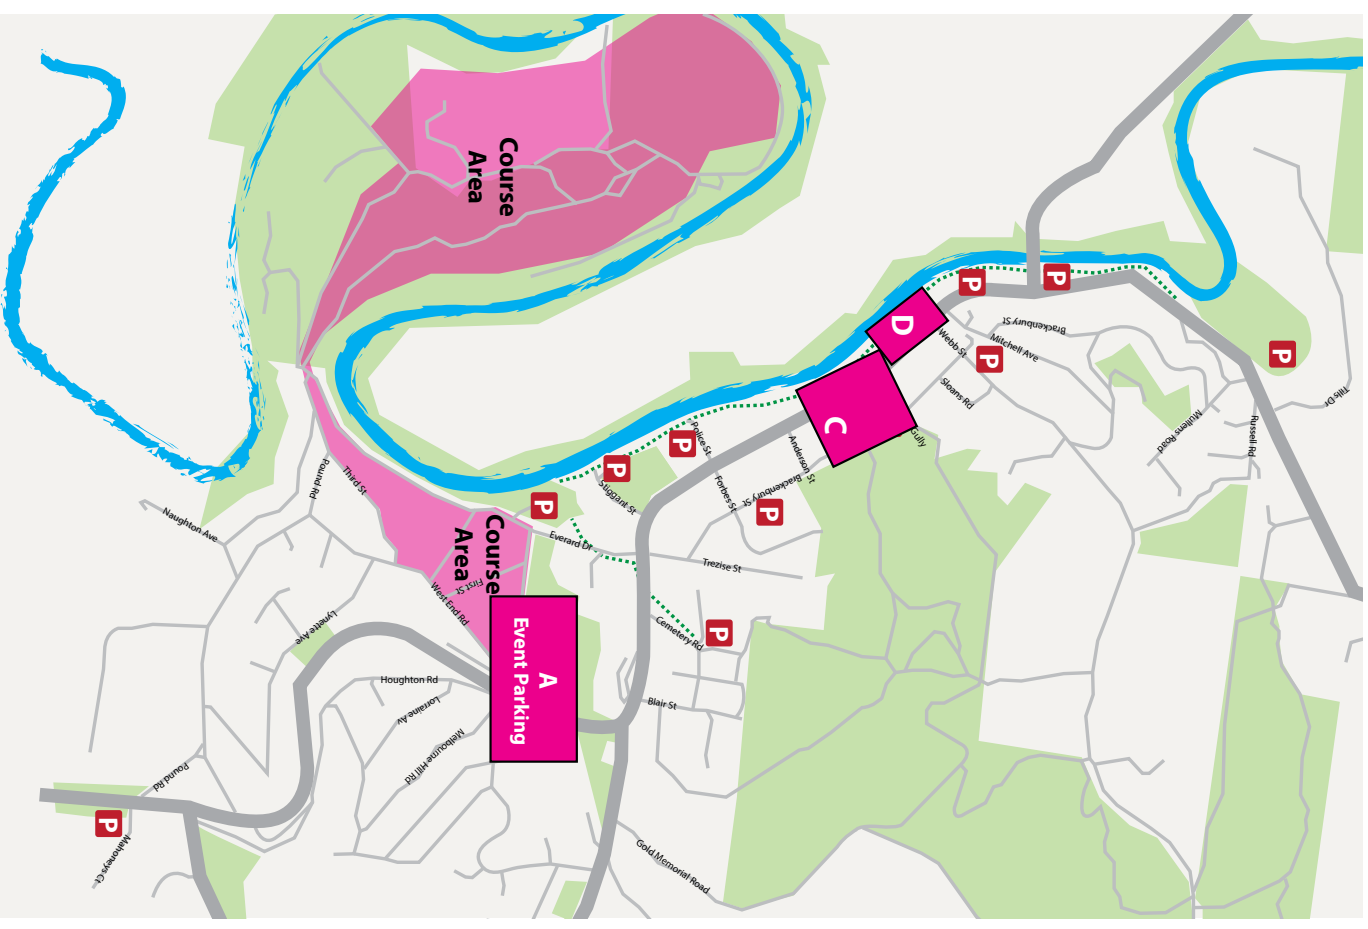 Course
Area
P
P
D
Brackenbury St
Webb St
Mitchell Ave
P
P
Sloans Rd
Tills Dr
Mullens Road
Russell Rd
C
Gully
Police St
P
Anderson St
P
Stiggant St
Forbes St
Brackenbury St
P
P
Pound Rd
Third St
Naughton Ave
Course
Area
Everard Dr
Trezise St
First St
West End Rd
Lynette Ave
Cemetery Rd
P
A
Event Parking
Houghton Rd
Lorraine Av
Blair St
Melbourne Hill Rd
Pound Rd
P
Mahoneys Ct
Gold Memorial Road